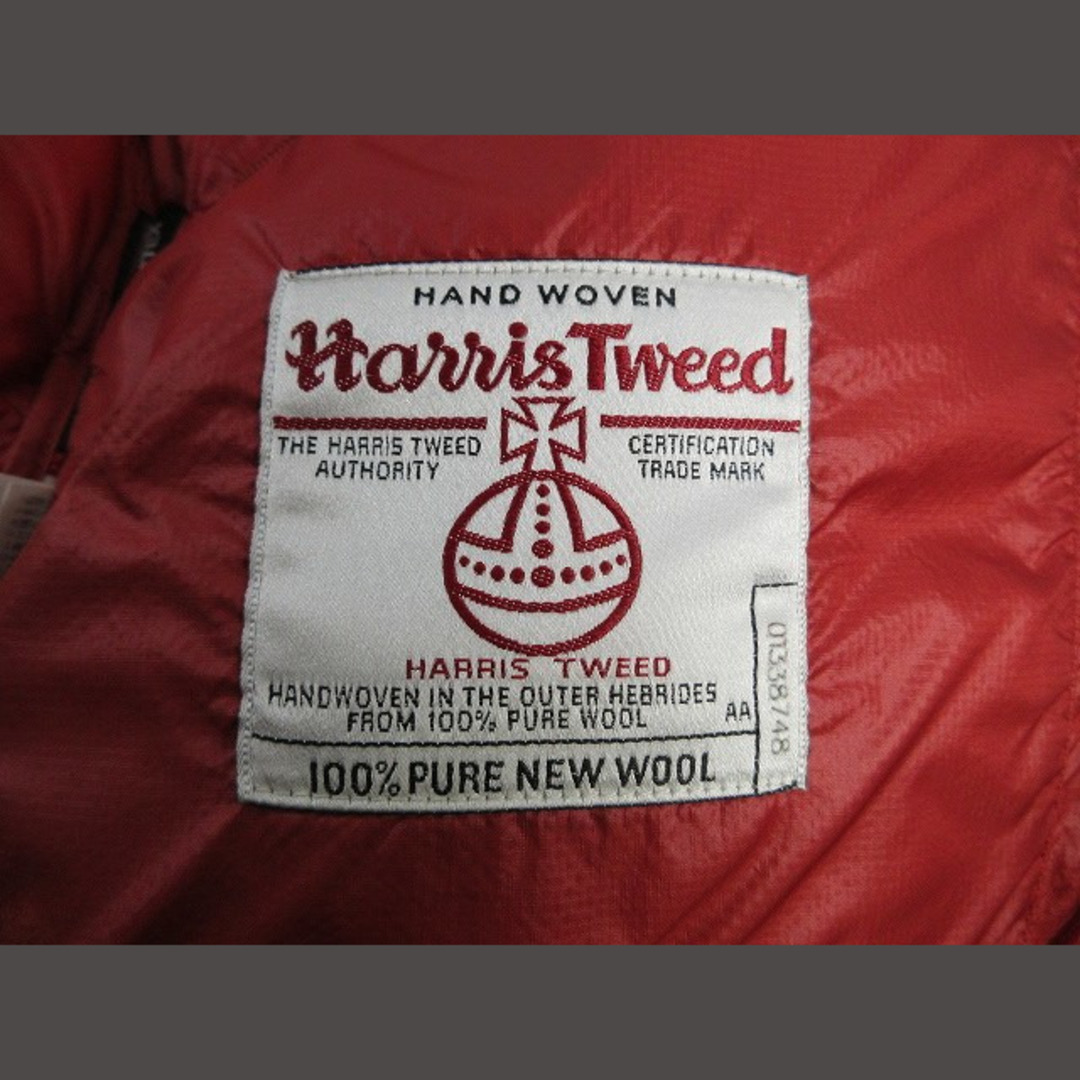 HAND WOVEN
Harris Tweed
THE HARRIS TWEED
AUTHORITY
CERTIFICATION
TRADE MARK
HARRIS TWEED
HANDWOVEN IN THE OUTER HEBRIDES
FROM 100% PURE WOOL
AA
01338748
100% PURE NEW WOOL